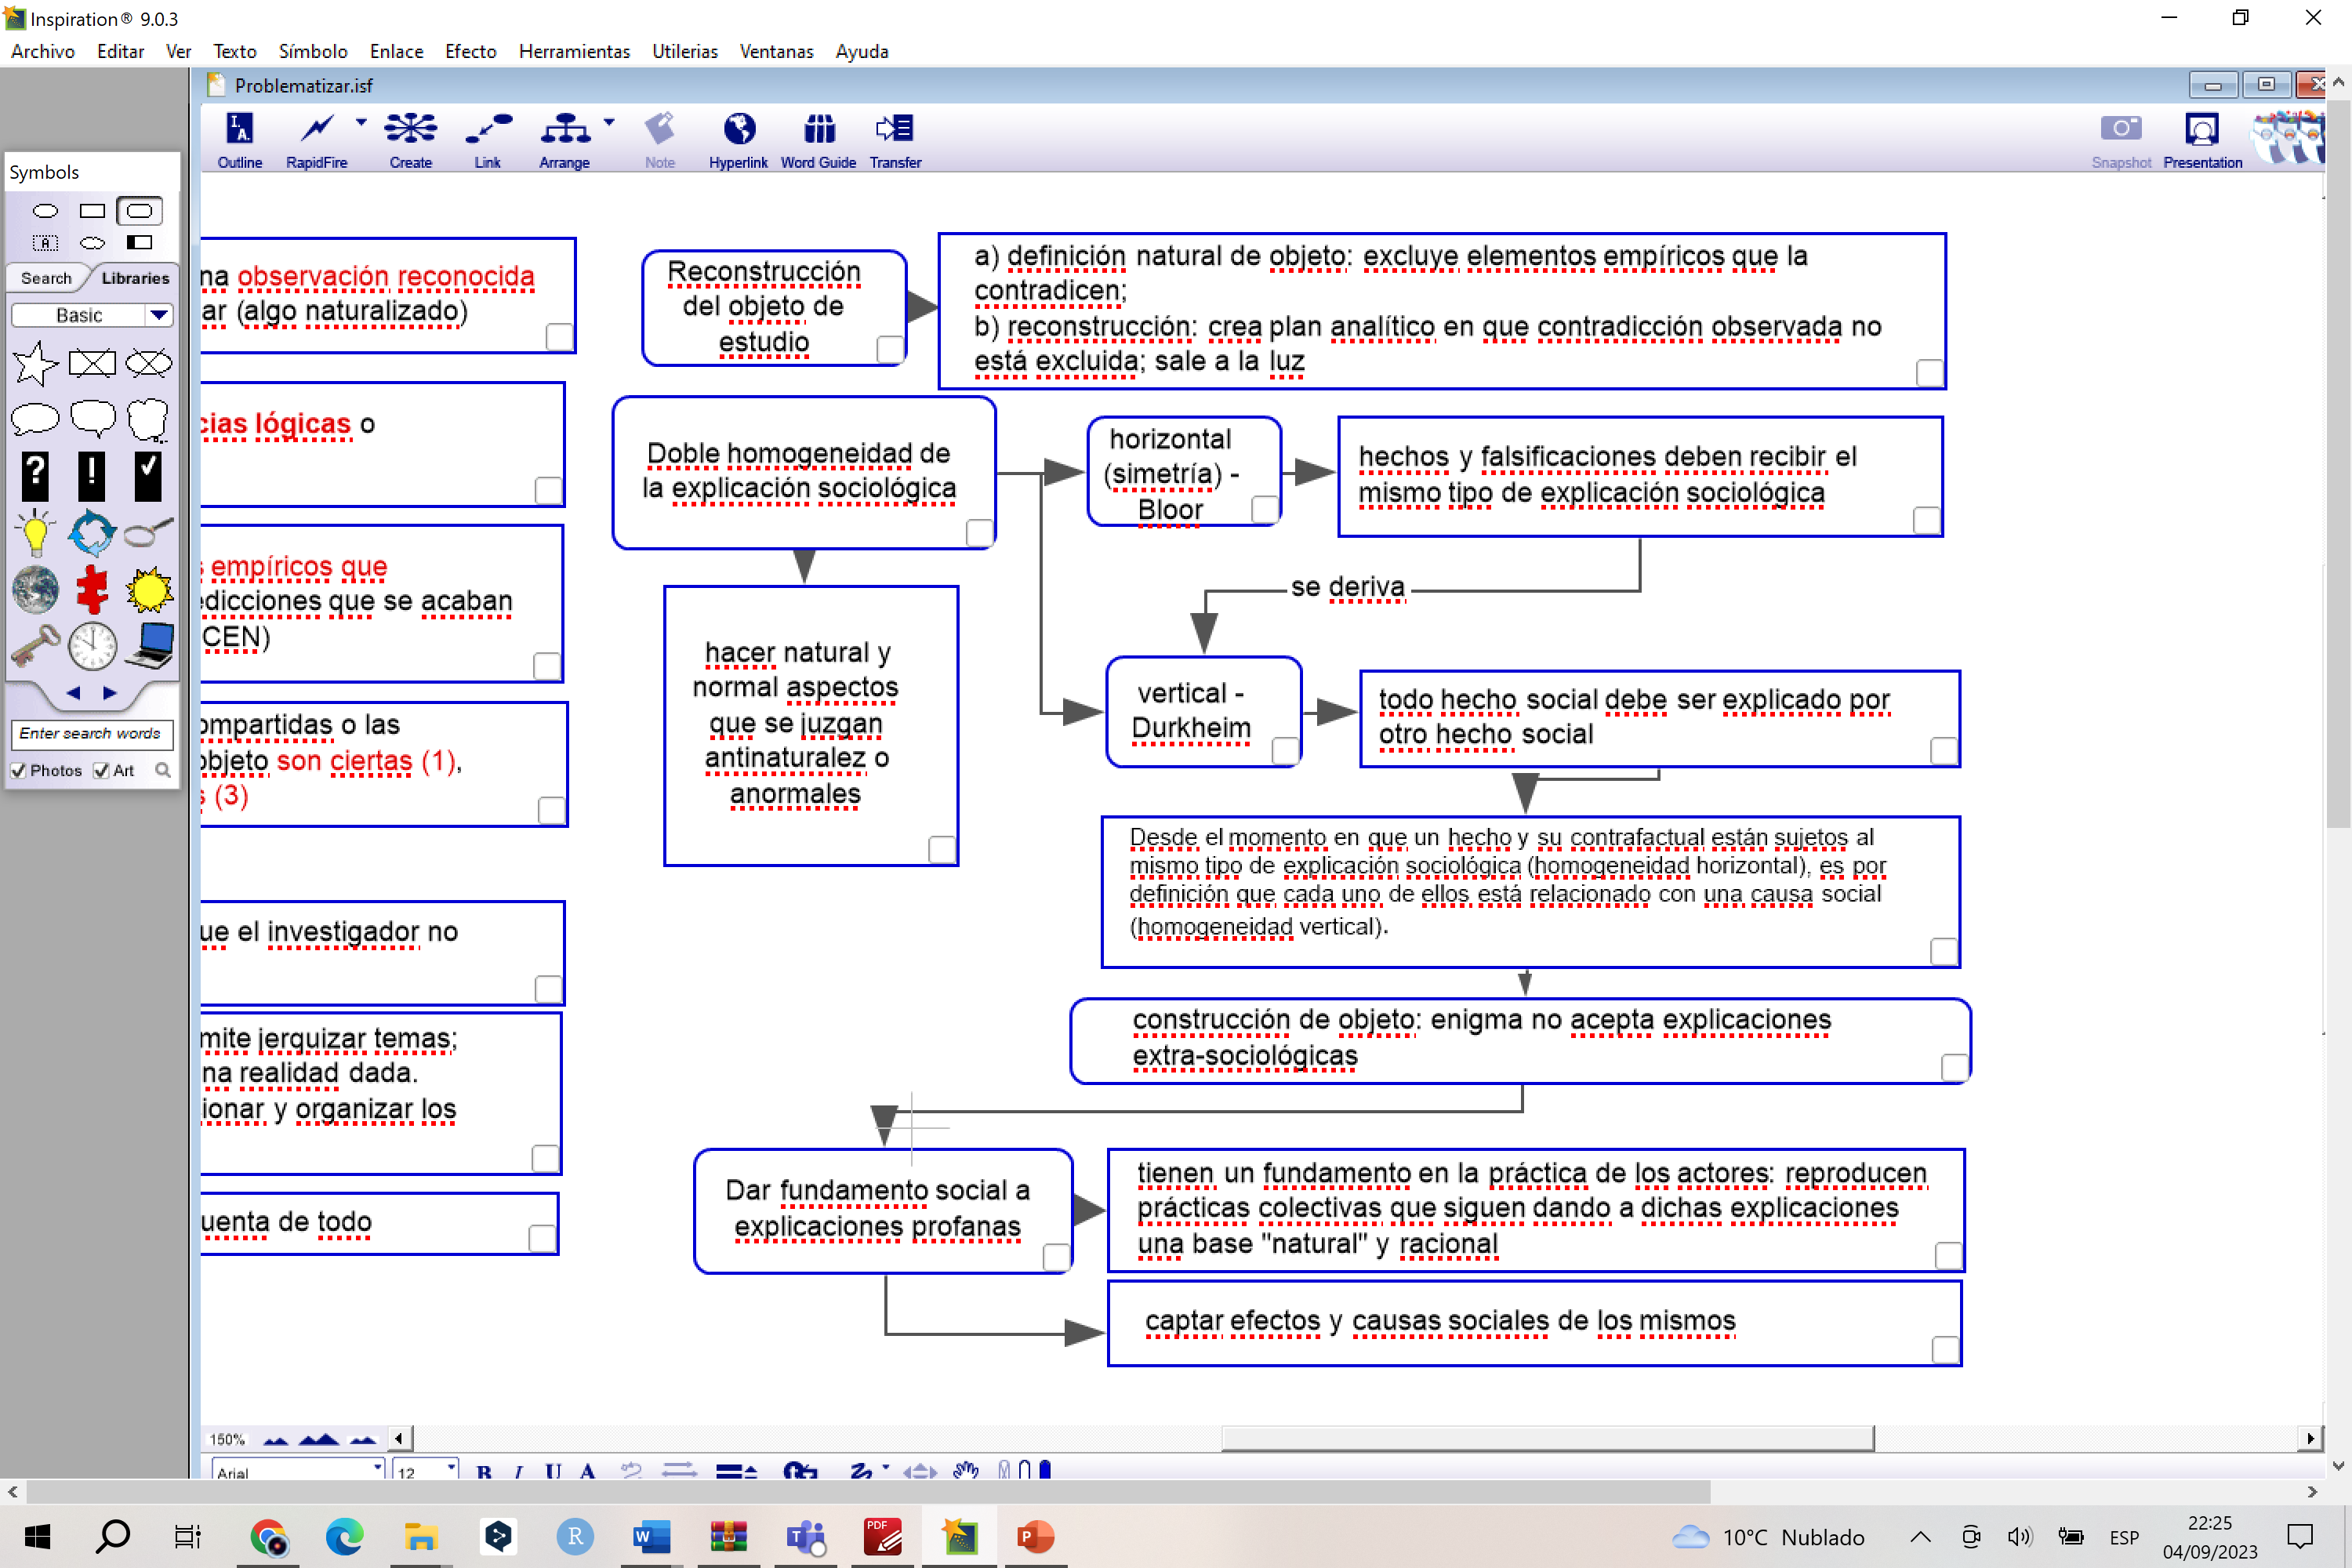 Inspiration® 9.0.3
Archivo Editar Ver Texto Símbolo Enlace Efecto Herramientas Utilerias Ventanas Ayuda
Problematizar.isf
Outline RapidFire Create Link Arrange Note Hyperlink Word Guide Transfer Snapshot Presentation
Symbols
Search Libraries
Basic
Enter search words
Photos Art
na observación reconocida
ar (algo naturalizado)
cias lógicas o
s empíricos que
edicciones que se acaban
CEN)
ompartidas o las
objeto son ciertas (1),
s (3)
ue el investigador no
mite jerquizar temas;
na realidad dada.
ionar y organizar los
uenta de todo
Reconstrucción
del objeto de
estudio
a) definición natural de objeto: excluye elementos empíricos que la
contradicen;
b) reconstrucción: crea plan analítico en que contradicción observada no
está excluida; sale a la luz
Doble homogeneidad de
la explicación sociológica
horizontal
(simetría) -
Bloor
hechos y falsificaciones deben recibir el
mismo tipo de explicación sociológica
se deriva
hacer natural y
normal aspectos
que se juzgan
antinaturalez o
anormales
vertical -
Durkheim
todo hecho social debe ser explicado por
otro hecho social
Desde el momento en que un hecho y su contrafactual están sujetos al
mismo tipo de explicación sociológica (homogeneidad horizontal), es por
definición que cada uno de ellos está relacionado con una causa social
(homogeneidad vertical).
construcción de objeto: enigma no acepta explicaciones
extra-sociológicas
Dar fundamento social a
explicaciones profanas
tienen un fundamento en la práctica de los actores: reproducen
prácticas colectivas que siguen dando a dichas explicaciones
una base "natural" y racional
captar efectos y causas sociales de los mismos
150%
Arial 12 B I U A
10°C Nublado ESP 22:25
04/09/2023